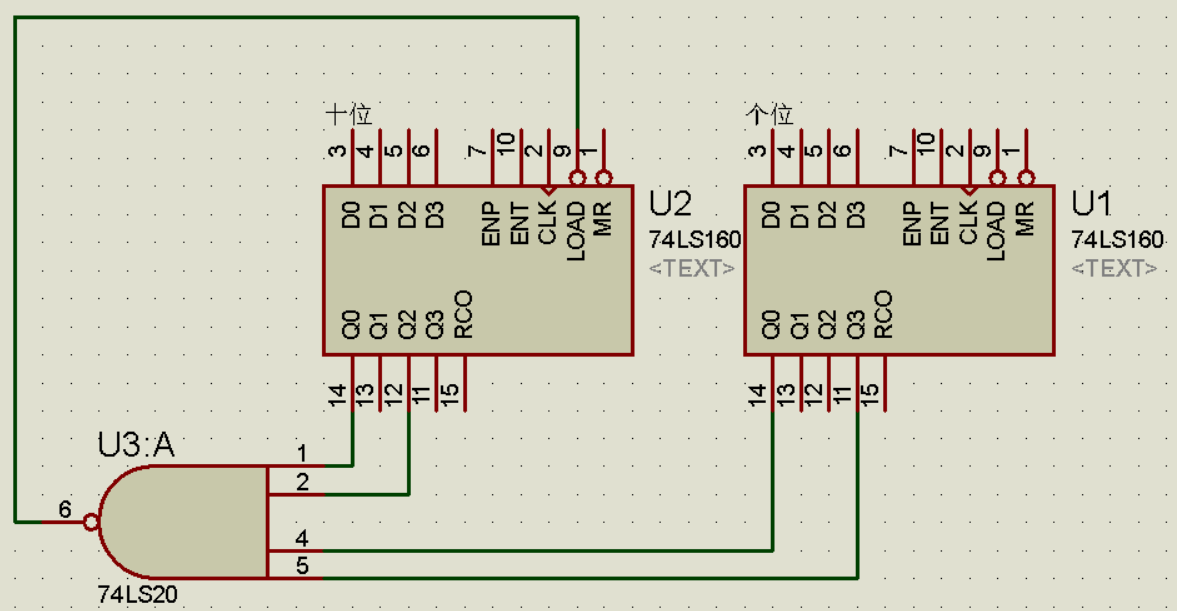 十位
个位
3 4 5 6 7 10 2 9 1
3 4 5 6 7 10 2 9 1
D0 D1 D2 D3 ENP ENT CLK LOAD MR
U2
74LS160
<TEXT>
D0 D1 D2 D3 ENP ENT CLK LOAD MR
U1
74LS160
<TEXT>
Q0 Q1 Q2 Q3 RCO
Q0 Q1 Q2 Q3 RCO
14 13 12 11 15
14 13 12 11 15
U3:A
1
2
6
4
5
74LS20